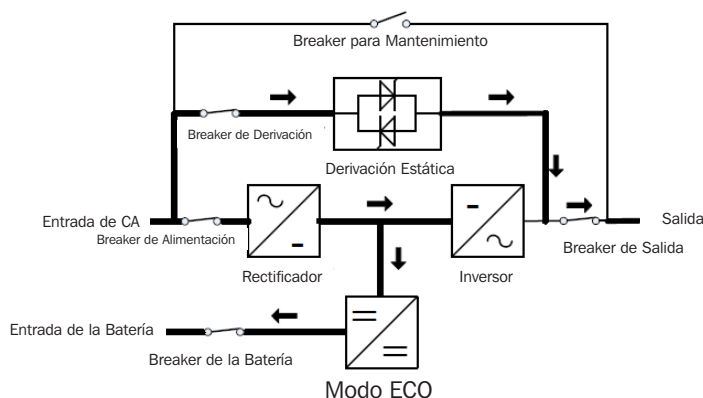 Breaker para Mantenimiento
Breaker de Derivación
Derivación Estática
Entrada de CA
Salida
Breaker de Alimentación
Breaker de Salida
Rectificador
Inversor
Entrada de la Batería
Breaker de la Batería
Modo ECO